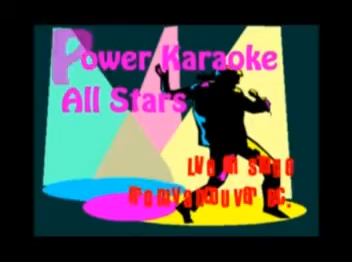 Power Karaoke
All Stars
Live on stage
from Vancouver BC.